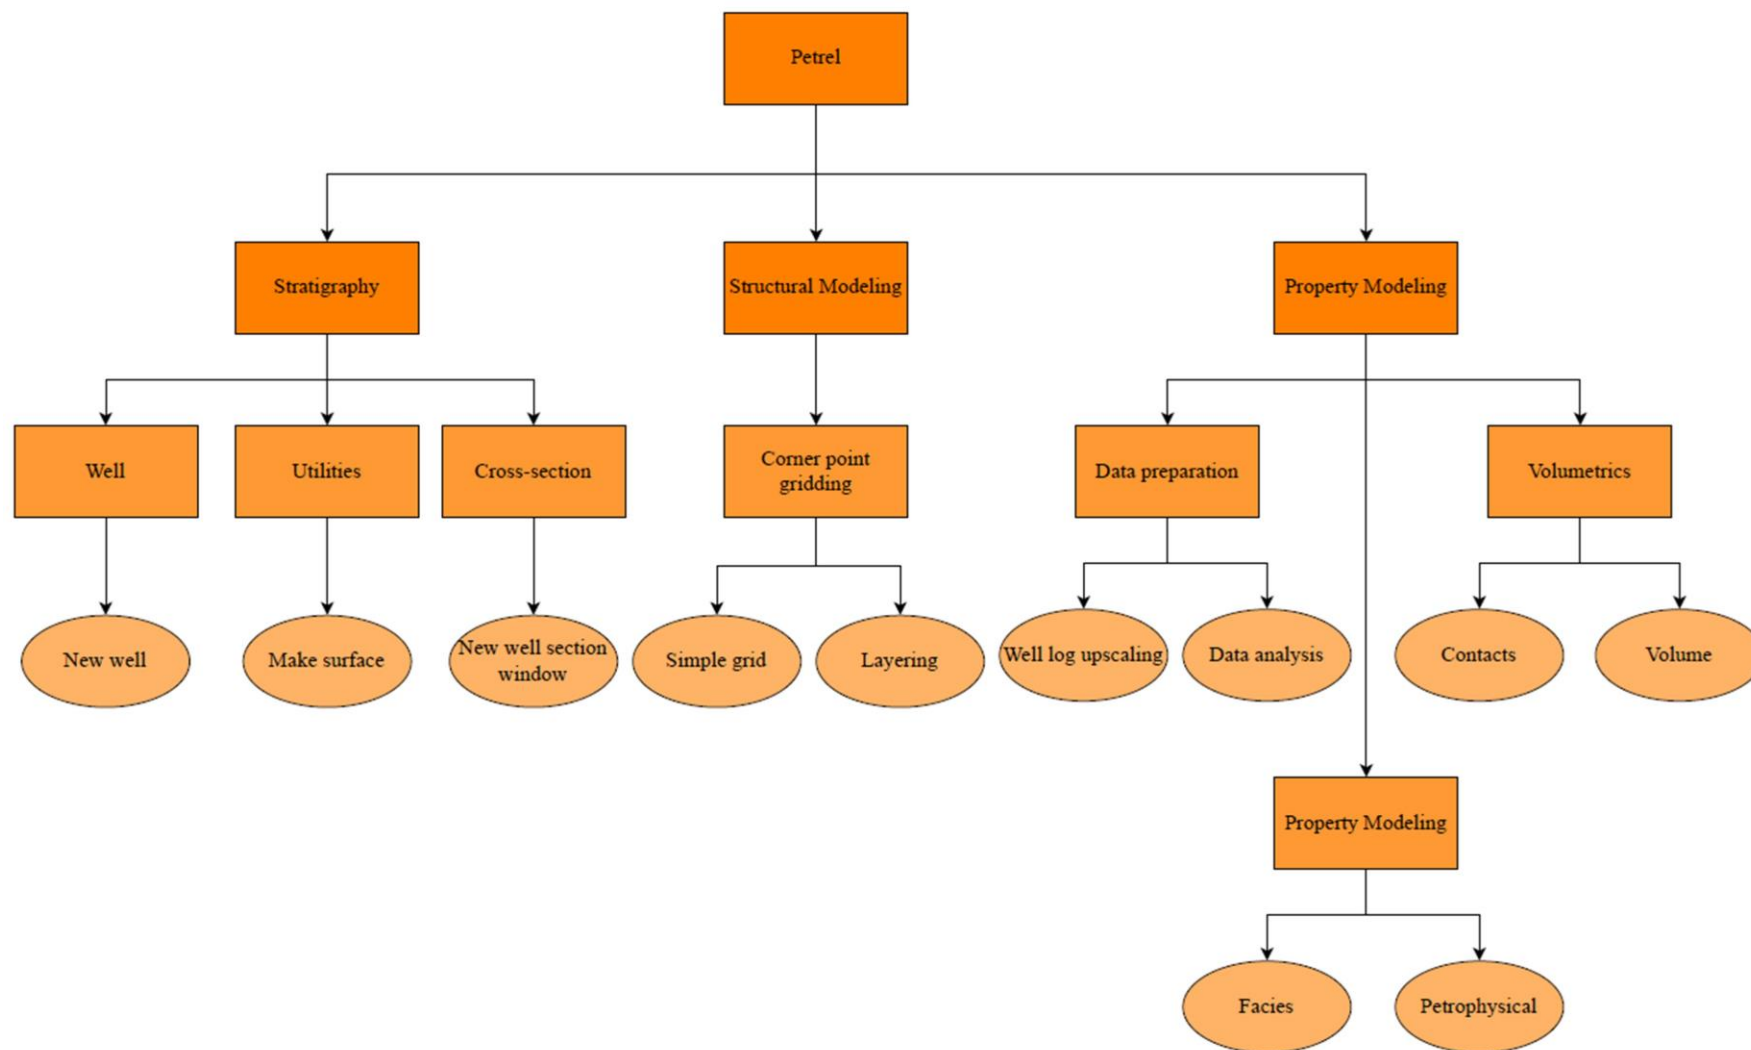 Petrel
Stratigraphy
Structural Modeling
Property Modeling
Well
Utilities
Cross-section
Corner point
gridding
Data preparation
Volumetrics
New well
Make surface
New well section
window
Simple grid
Layering
Well log upscaling
Data analysis
Contacts
Volume
Property Modeling
Facies
Petrophysical